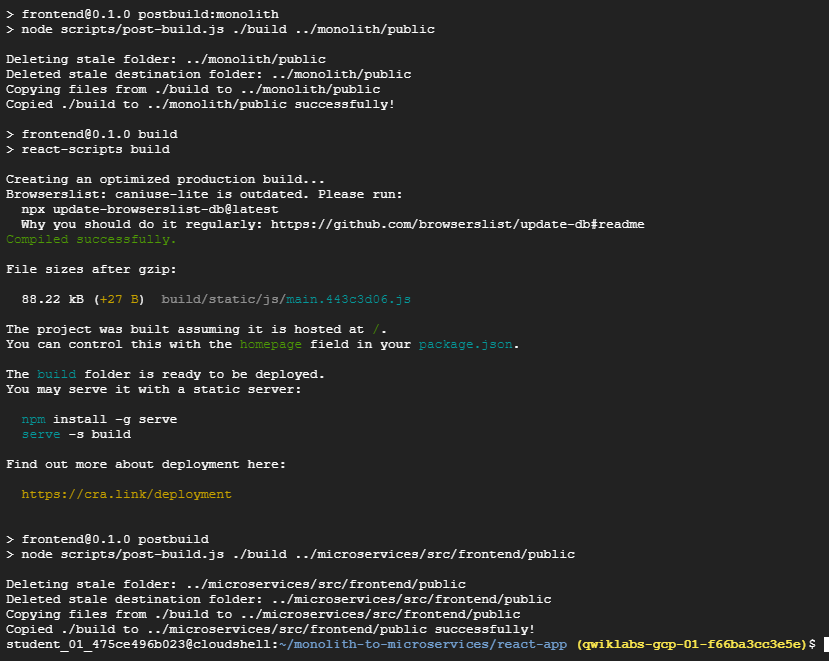 > frontend@0.1.0 postbuild:monolith
> node scripts/post-build.js ./build ../monolith/public
Deleting stale folder: ../monolith/public
Deleted stale destination folder: ../monolith/public
Copying files from ./build to ../monolith/public
Copied ./build to ../monolith/public successfully!
> frontend@0.1.0 build
> react-scripts build
Creating an optimized production build...
Browserslist: caniuse-lite is outdated. Please run:
npx update-browserslist-db@latest
Why you should do it regularly: https://github.com/browserslist/update-db#readme
Compiled successfully.
File sizes after gzip:
88.22 kB (+27 B)  build/static/js/main.443c3d06.js
The project was built assuming it is hosted at /.
You can control this with the homepage field in your package.json.
The build folder is ready to be deployed.
You may serve it with a static server:
npm install -g serve
serve -s build
Find out more about deployment here:
https://cra.link/deployment
> frontend@0.1.0 postbuild
> node scripts/post-build.js ./build ../microservices/src/frontend/public
Deleting stale folder: ../microservices/src/frontend/public
Deleted stale destination folder: ../microservices/src/frontend/public
Copying files from ./build to ../microservices/src/frontend/public
Copied ./build to ../microservices/src/frontend/public successfully!
student_01_475ce496b023@cloudshell:~/monolith-to-microservices/react-app (qwiklabs-gcp-01-f66ba3cc3e5e)$